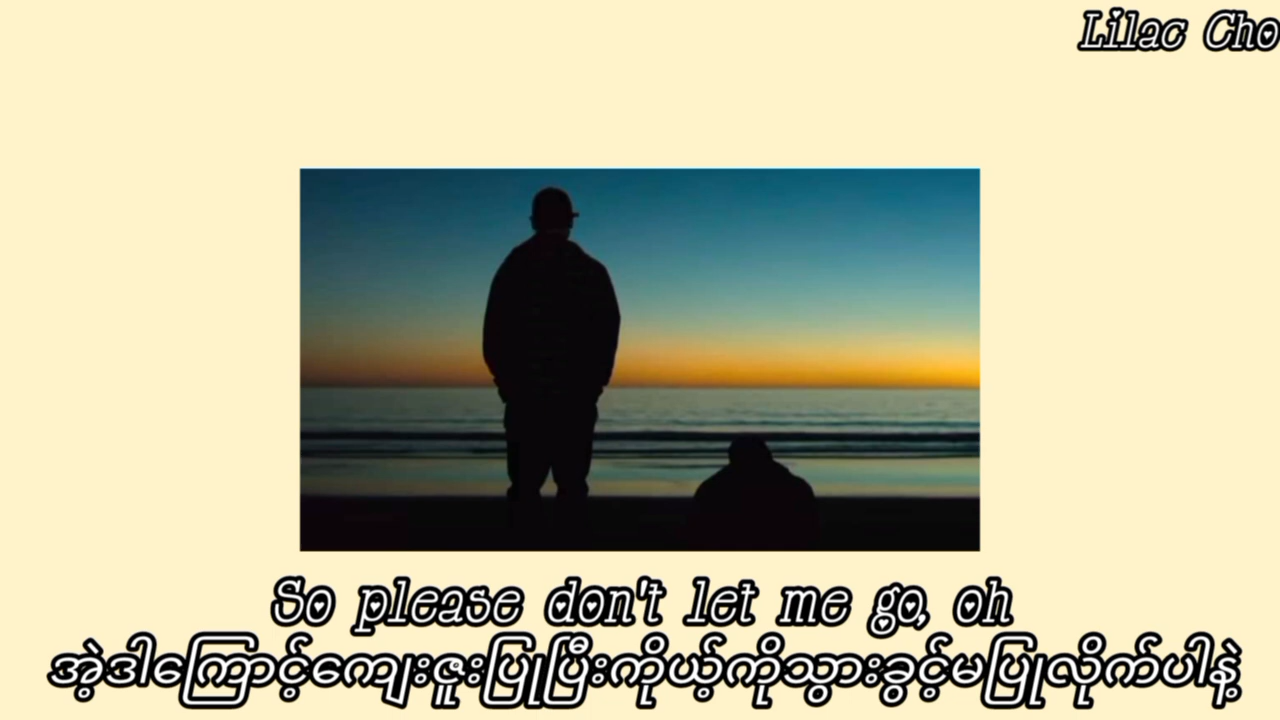 Lilac Cho
So please don't let me go, oh
အဲ့ဒါကြောင့်ကျေးဇူးပြုပြီးကိုယ့်ကိုသွားခွင့်မပြုလိုက်ပါနဲ့